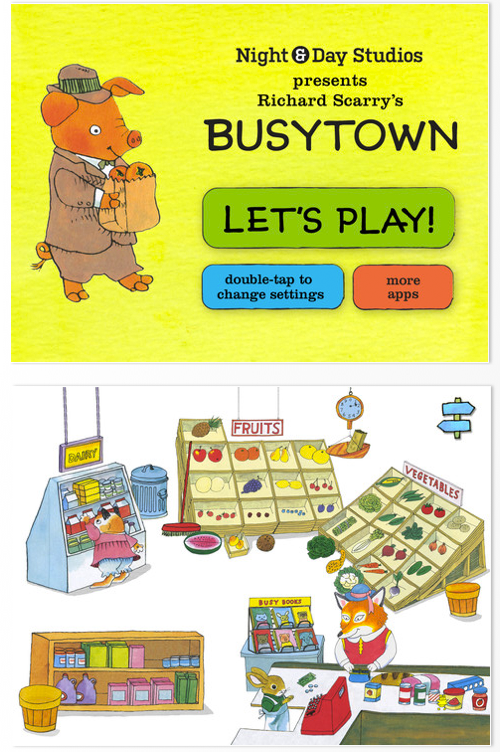 Night & Day Studios
presents
Richard Scarry's
BUSYTOWN
LET'S PLAY!
double-tap to
change settings
more
apps
DAIRY
FRUITS
VEGETABLES
BUSY BOOKS